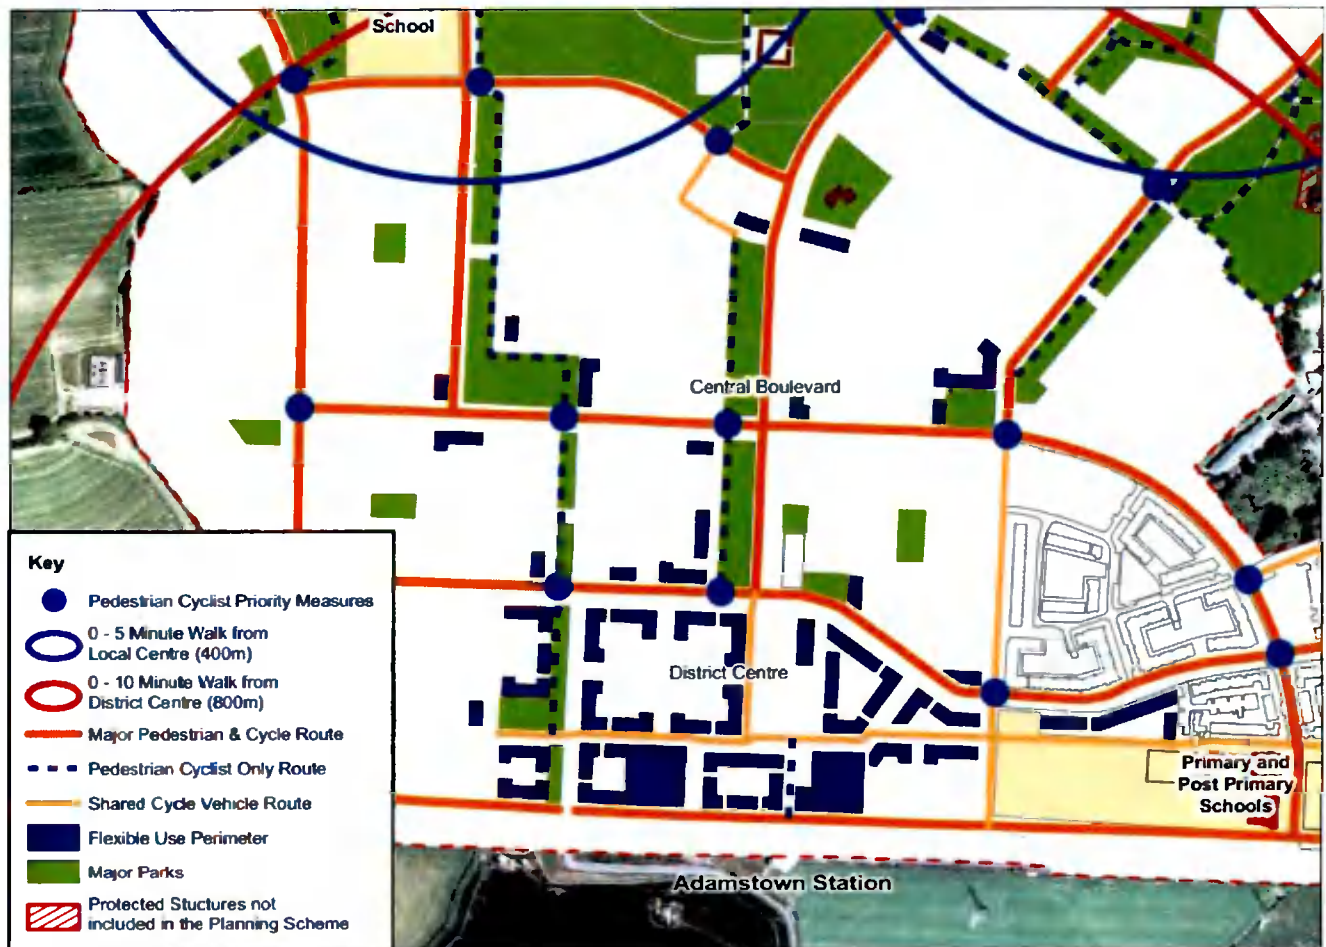 School
Central Boulevard
District Centre
Primary and
Post Primary
Schools
Adamstown Station
Key
Pedestrian Cyclist Priority Measures
0 - 5 Minute Walk from
Local Centre (400m)
0 - 10 Minute Walk from
District Centre (800m)
Major Pedestrian & Cycle Route
Pedestrian Cyclist Only Route
Shared Cycle Vehicle Route
Flexible Use Perimeter
Major Parks
Protected Stuctures not
included in the Planning Scheme